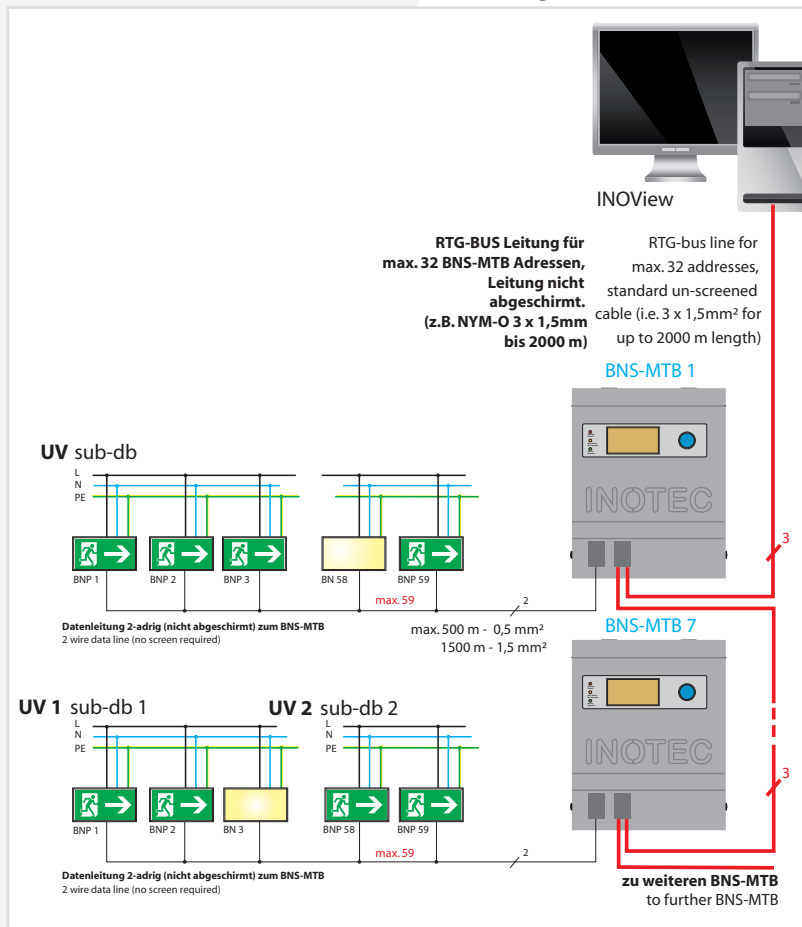 INOView
RTG-BUS Leitung für
max. 32 BNS-MTB Adressen,
Leitung nicht
abgeschirmt.
(z.B. NYM-O 3 x 1,5mm
bis 2000 m)
RTG-bus line for
max. 32 addresses,
standard un-screened
cable (i.e. 3 x 1,5mm² for
up to 2000 m length)
BNS-MTB 1
INOTEC
3
UV sub-db
L
N
PE
BNP 1
BNP 2
BNP 3
BN 58
BNP 59
max. 59
2
Datenleitung 2-adrig (nicht abgeschirmt) zum BNS-MTB
2 wire data line (no screen required)
max. 500 m - 0,5 mm²
1500 m - 1,5 mm²
BNS-MTB 7
INOTEC
3
UV 1 sub-db 1
L
N
PE
BNP 1
BNP 2
BN 3
UV 2 sub-db 2
L
N
PE
BNP 58
BNP 59
max. 59
2
Datenleitung 2-adrig (nicht abgeschirmt) zum BNS-MTB
2 wire data line (no screen required)
zu weiteren BNS-MTB
to further BNS-MTB